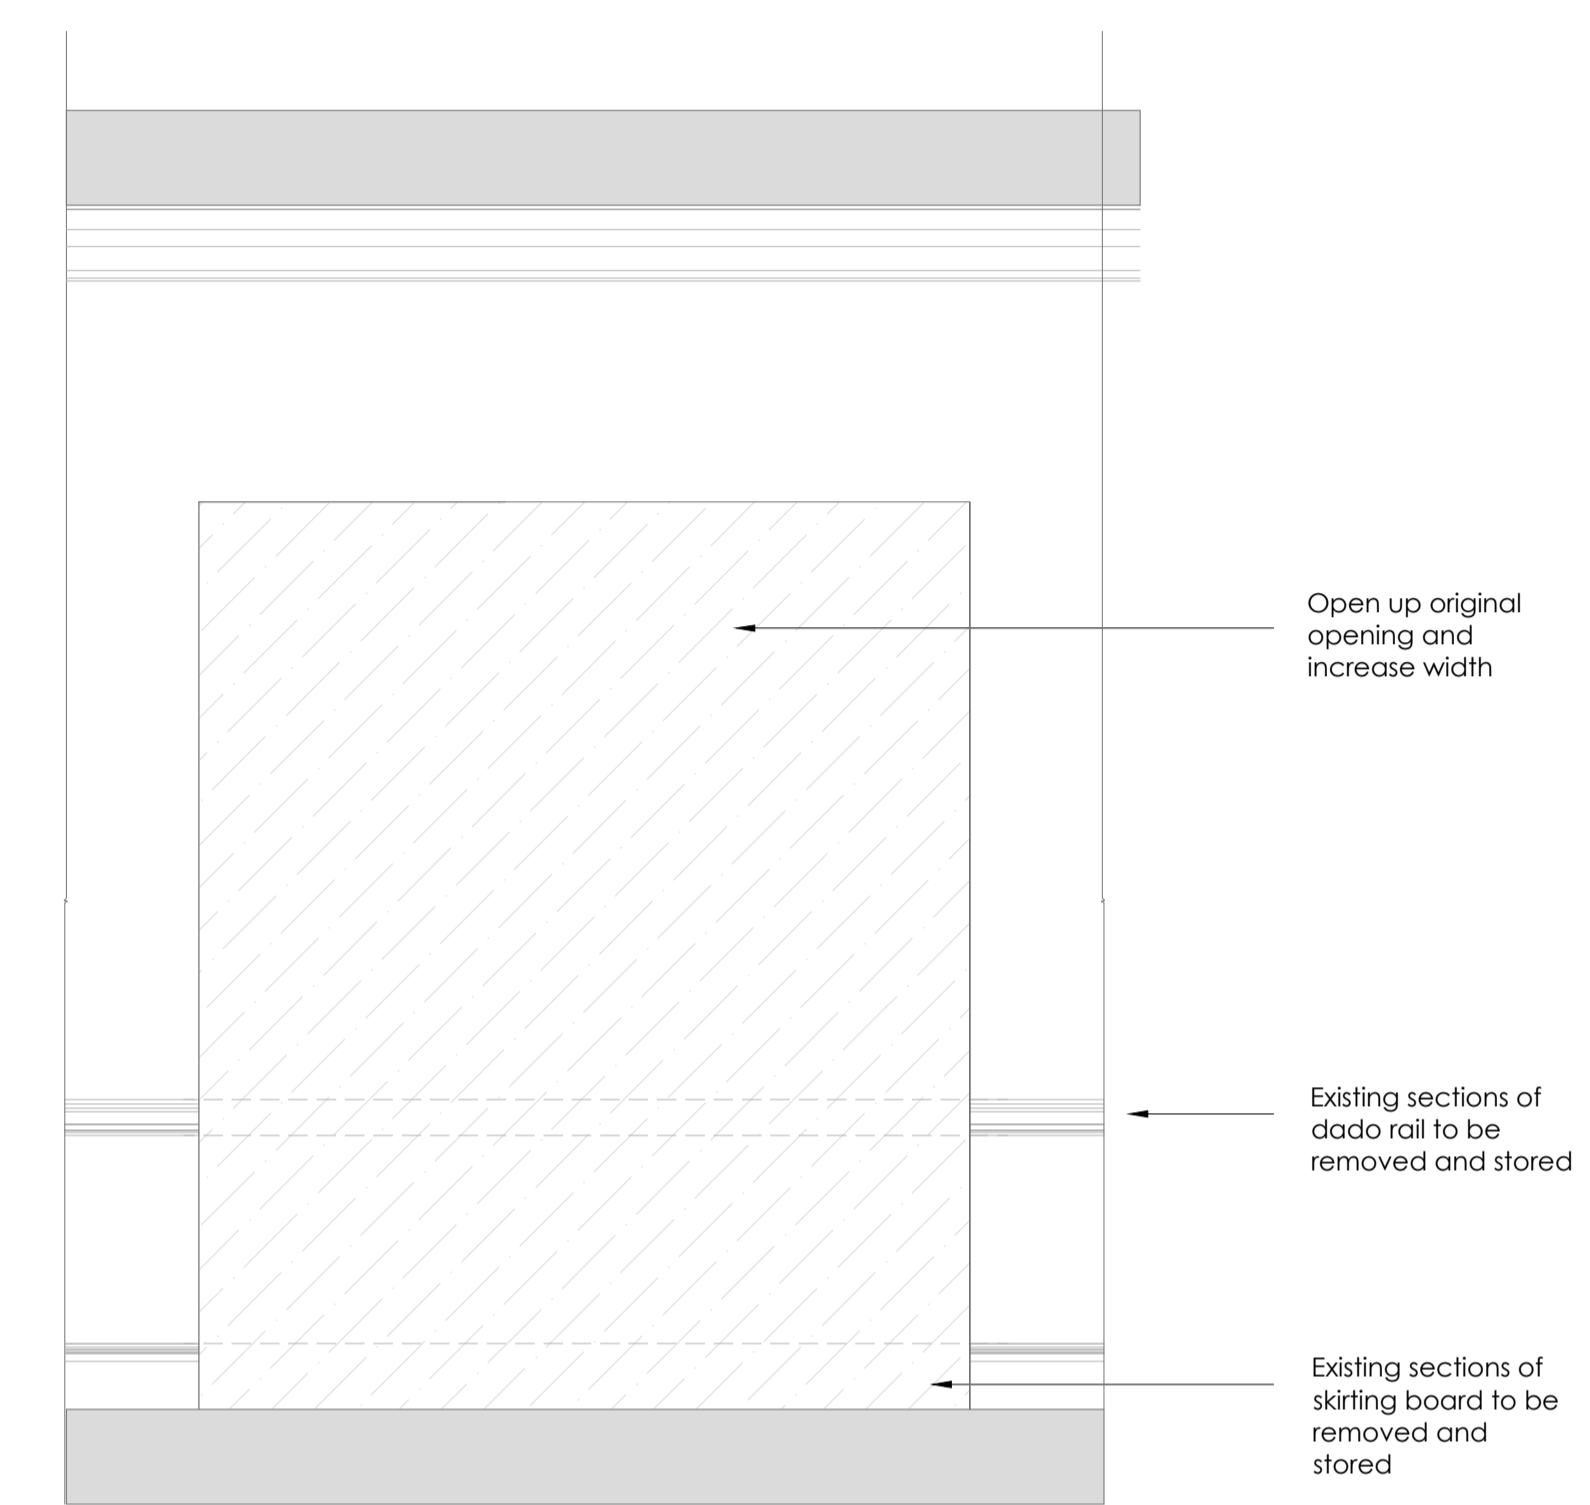 Open up original
opening and
increase width
Existing sections of
dado rail to be
removed and stored
Existing sections of
skirting board to be
removed and
stored